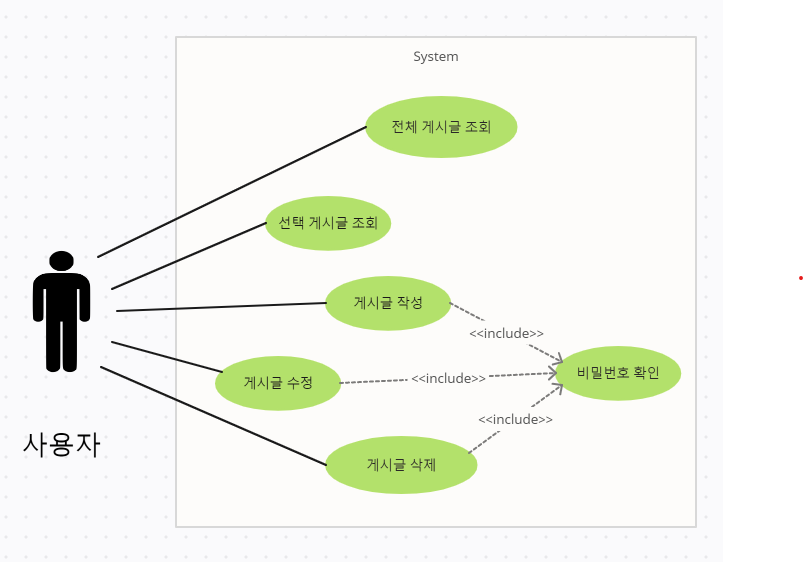 System
전체 게시글 조회
선택 게시글 조회
게시글 작성
<<include>>
게시글 수정
<<include>>
비밀번호 확인
<<include>>
게시글 삭제
사용자